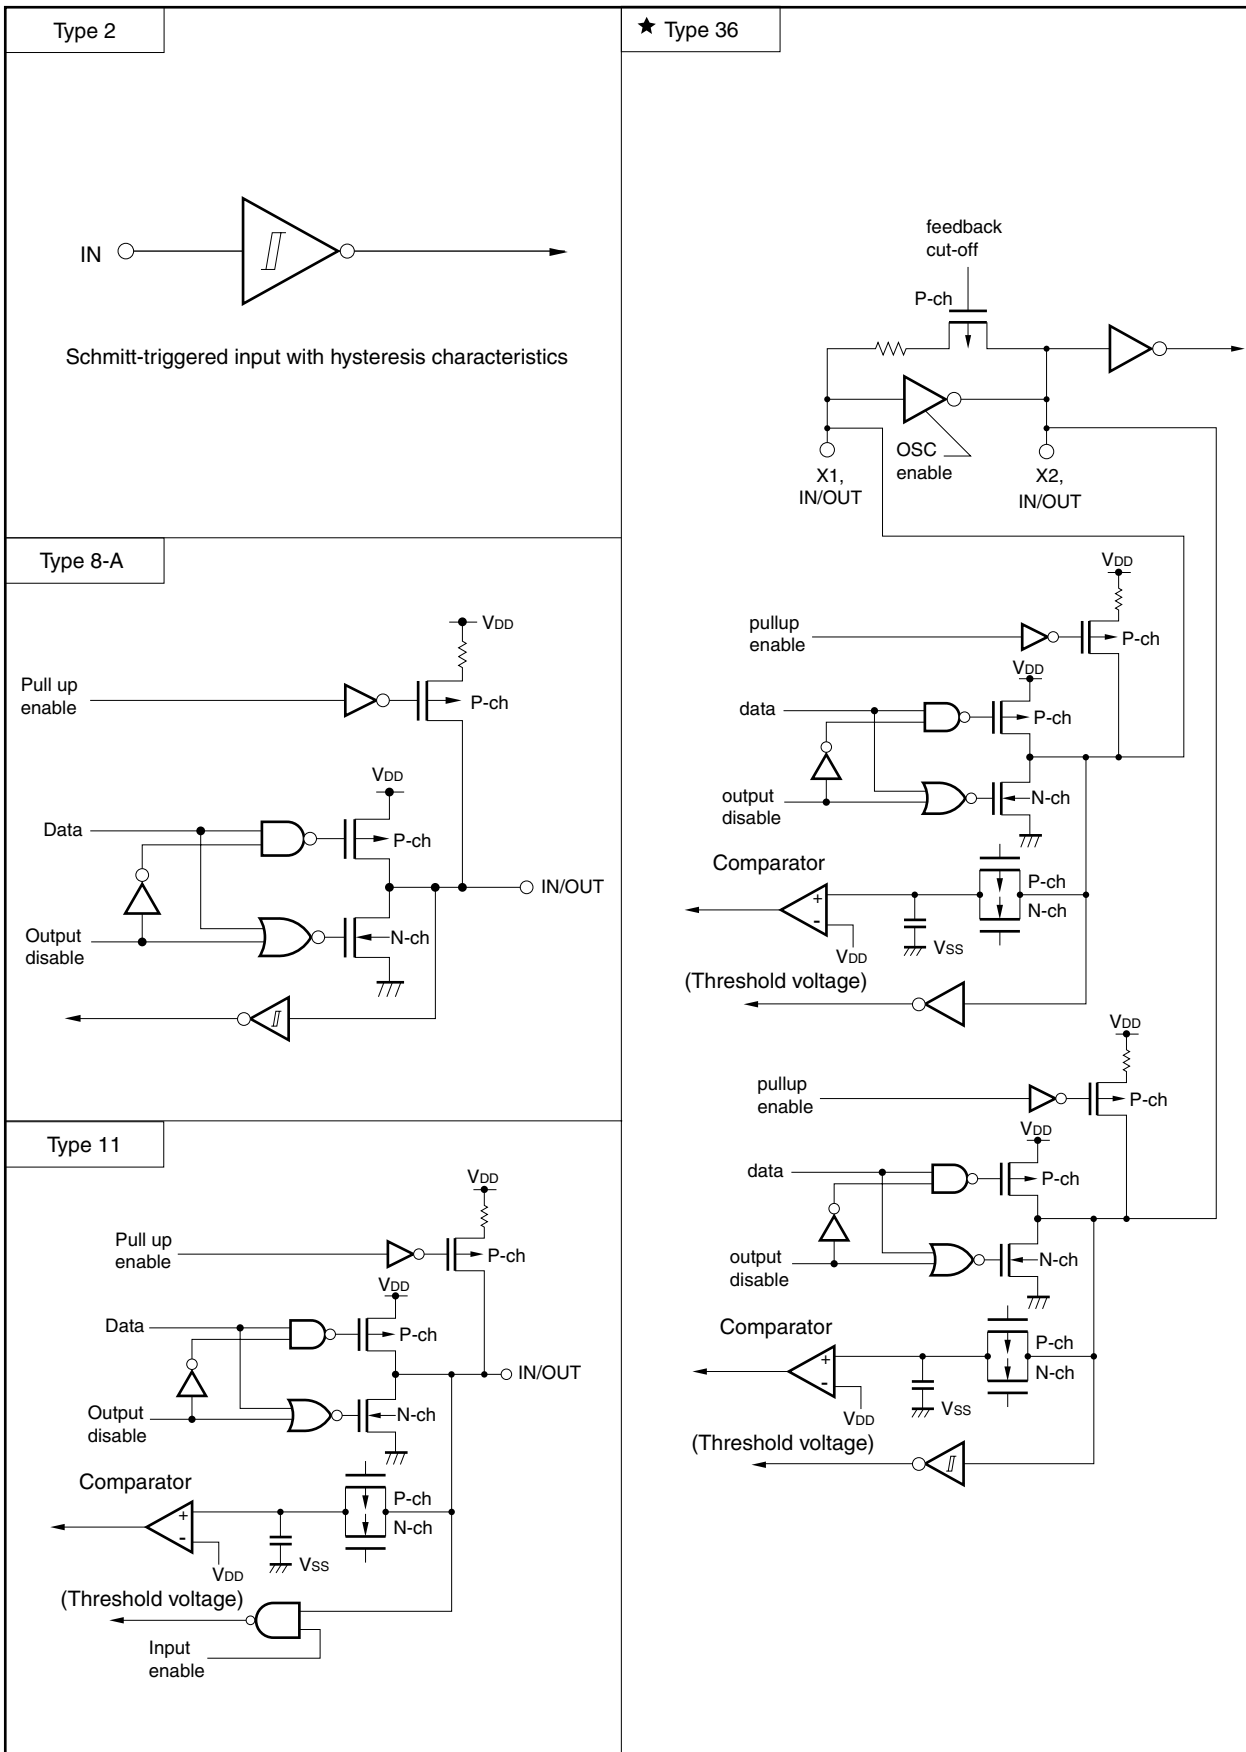 Type 2
IN
Schmitt-triggered input with hysteresis characteristics
Type 8-A
VDD
Pull up
enable
P-ch
VDD
Data
P-ch
IN/OUT
Output
disable
N-ch
Type 11
VDD
Pull up
enable
P-ch
VDD
Data
P-ch
IN/OUT
Output
disable
N-ch
Comparator
P-ch
N-ch
+
-
VDD
VSS
(Threshold voltage)
Input
enable
★ Type 36
feedback
cut-off
P-ch
OSC
enable
X1,
IN/OUT
X2,
IN/OUT
VDD
pullup
enable
P-ch
VDD
data
P-ch
output
disable
N-ch
Comparator
P-ch
N-ch
+
-
VDD
VSS
(Threshold voltage)
VDD
pullup
enable
P-ch
VDD
data
P-ch
output
disable
N-ch
Comparator
P-ch
N-ch
+
-
VDD
VSS
(Threshold voltage)